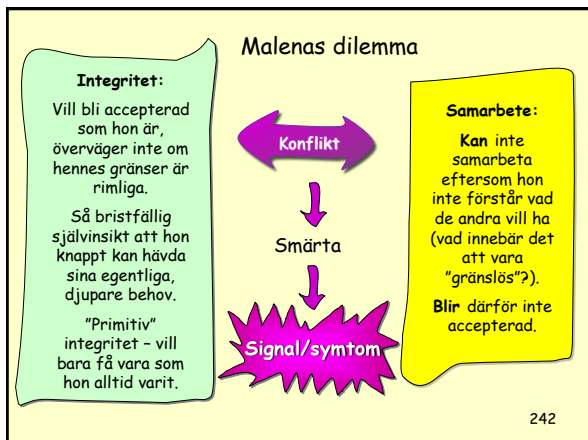 Malenas dilemma
Integritet:
Vill bli accepterad
som hon är,
överväger inte om
hennes gränser är
rimliga.
Så bristfällig
självinsikt att hon
knappt kan hävda
sina egentliga,
djupare behov.
"Primitiv"
integritet – vill
bara få vara som
hon alltid varit.
Konflikt
Smärta
Signal/symtom
Samarbete:
Kan inte
samarbeta
eftersom hon
inte förstår vad
de andra vill ha
(vad innebär det
att vara
"gränslös"?).
Blir därför inte
accepterad.
242